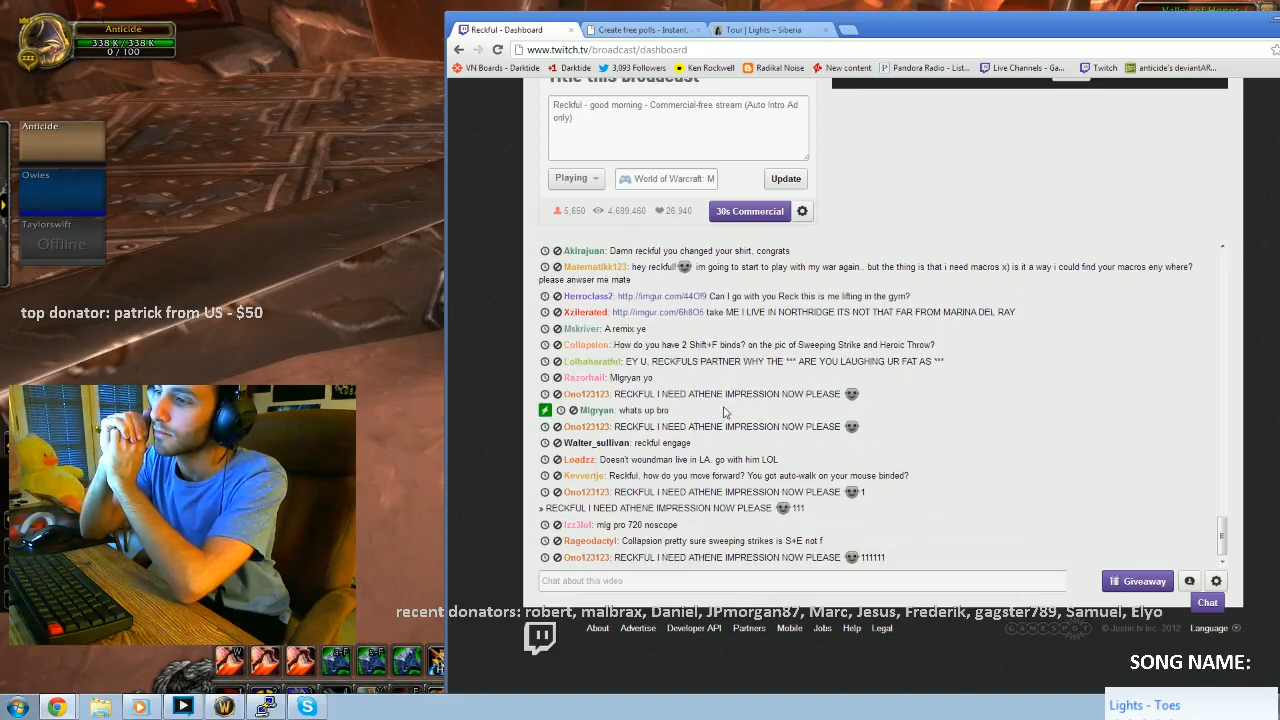 Anticide
338 K / 338 K
0 / 100
Valley of Honor
Reckful - Dashboard
Create free polls - Instant,
Tour | Lights – Siberia
www.twitch.tv/broadcast/dashboard
VN Boards - Darktide
+1 Darktide
3,093 Followers
Ken Rockwell
Radikal Noise
New content
Pandora Radio - List...
Live Channels - Ga...
Twitch
anticide's deviantAR...
Title this broadcast
Reckful - good morning - Commercial-free stream (Auto Intro Ad
only)
Playing
World of Warcraft: M
Update
5,650
4,689,460
26,940
30s Commercial
Anticide
Owies
Taylorswift
Offline
top donator: patrick from US - $50
Akirajuan: Damn reckful you changed your shirt, congrats
Matematikk123: hey reckful! im going to start to play with my war again.. but the thing is that i need macros x) is it a way i could find your macros eny where?
please anwser me mate
Herroclass2: http://imgur.com/44Of9 Can I go with you Reck this is me lifting in the gym?
Xzilerated: http://imgur.com/6h8O5 take ME I LIVE IN NORTHRIDGE ITS NOT THAT FAR FROM MARINA DEL RAY
Mskriver: A remix ye
Collapsion: How do you have 2 Shift+F binds? on the pic of Sweeping Strike and Heroic Throw?
Lolhaharatful: EY U, RECKFULS PARTNER WHY THE *** ARE YOU LAUGHING UR FAT AS ***
Razorhail: Mlgryan yo
Ono123123: RECKFUL I NEED ATHENE IMPRESSION NOW PLEASE
Mlgryan: whats up bro
Ono123123: RECKFUL I NEED ATHENE IMPRESSION NOW PLEASE
Walter_sullivan: reckful engage
Loadzz: Doesn't woundman live in LA, go with him LOL
Kevvertje: Reckful, how do you move forward? You got auto-walk on your mouse binded?
Ono123123: RECKFUL I NEED ATHENE IMPRESSION NOW PLEASE 1
» RECKFUL I NEED ATHENE IMPRESSION NOW PLEASE 111
Izz3lol: mlg pro 720 noscope
Rageodactyl: Collapsion pretty sure sweeping strikes is S+E not f
Ono123123: RECKFUL I NEED ATHENE IMPRESSION NOW PLEASE 111111
Chat about this video
Giveaway
Chat
recent donators: robert, malbrax, Daniel, JPmorgan87, Marc, Jesus, Frederik, gagster789, Samuel, Elyo
About
Advertise
Developer API
Partners
Mobile
Jobs
Help
Legal
GAMESPOT
© Justin.tv Inc 2012
Language
SONG NAME:
Lights - Toes